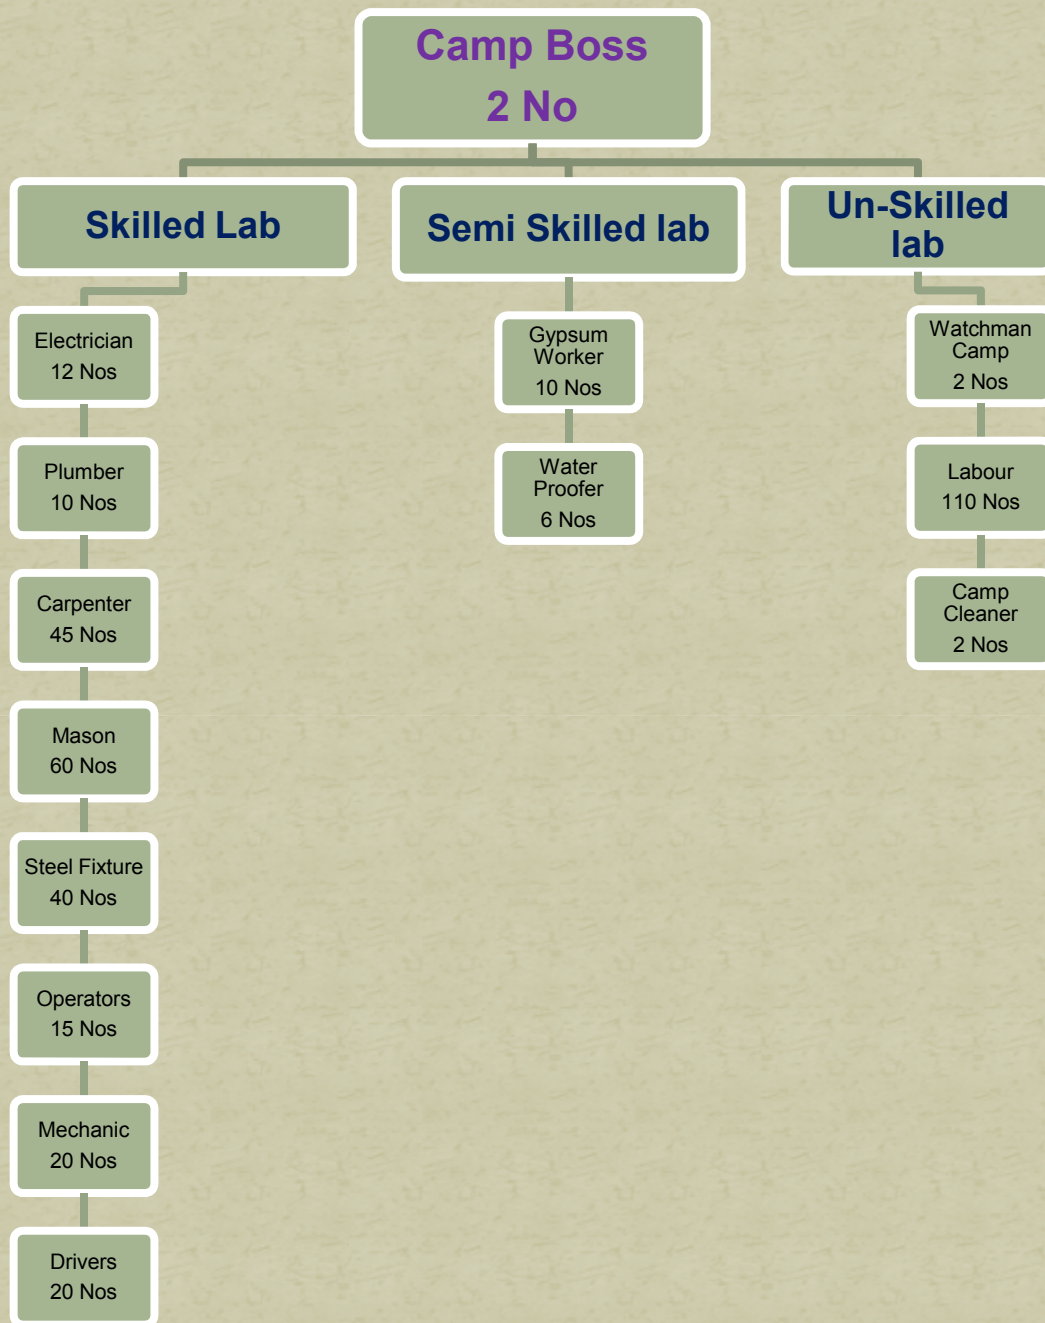 Camp Boss
2 No
Skilled Lab
Semi Skilled lab
Un-Skilled
lab
Electrician
12 Nos
Plumber
10 Nos
Carpenter
45 Nos
Mason
60 Nos
Steel Fixture
40 Nos
Operators
15 Nos
Mechanic
20 Nos
Drivers
20 Nos
Gypsum
Worker
10 Nos
Water
Proofer
6 Nos
Watchman
Camp
2 Nos
Labour
110 Nos
Camp
Cleaner
2 Nos